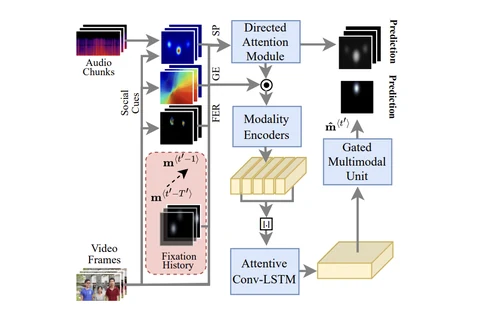 Audio
Chunks
Social
Cues
SP
GE
FER
Directed
Attention
Module
Prediction
Prediction
Modality
Encoders
m⟨t′−1⟩
m⟨t′−T′⟩
Fixation
History
m̂⟨t′⟩
Gated
Multimodal
Unit
[,]
Video
Frames
Attentive
Conv-LSTM